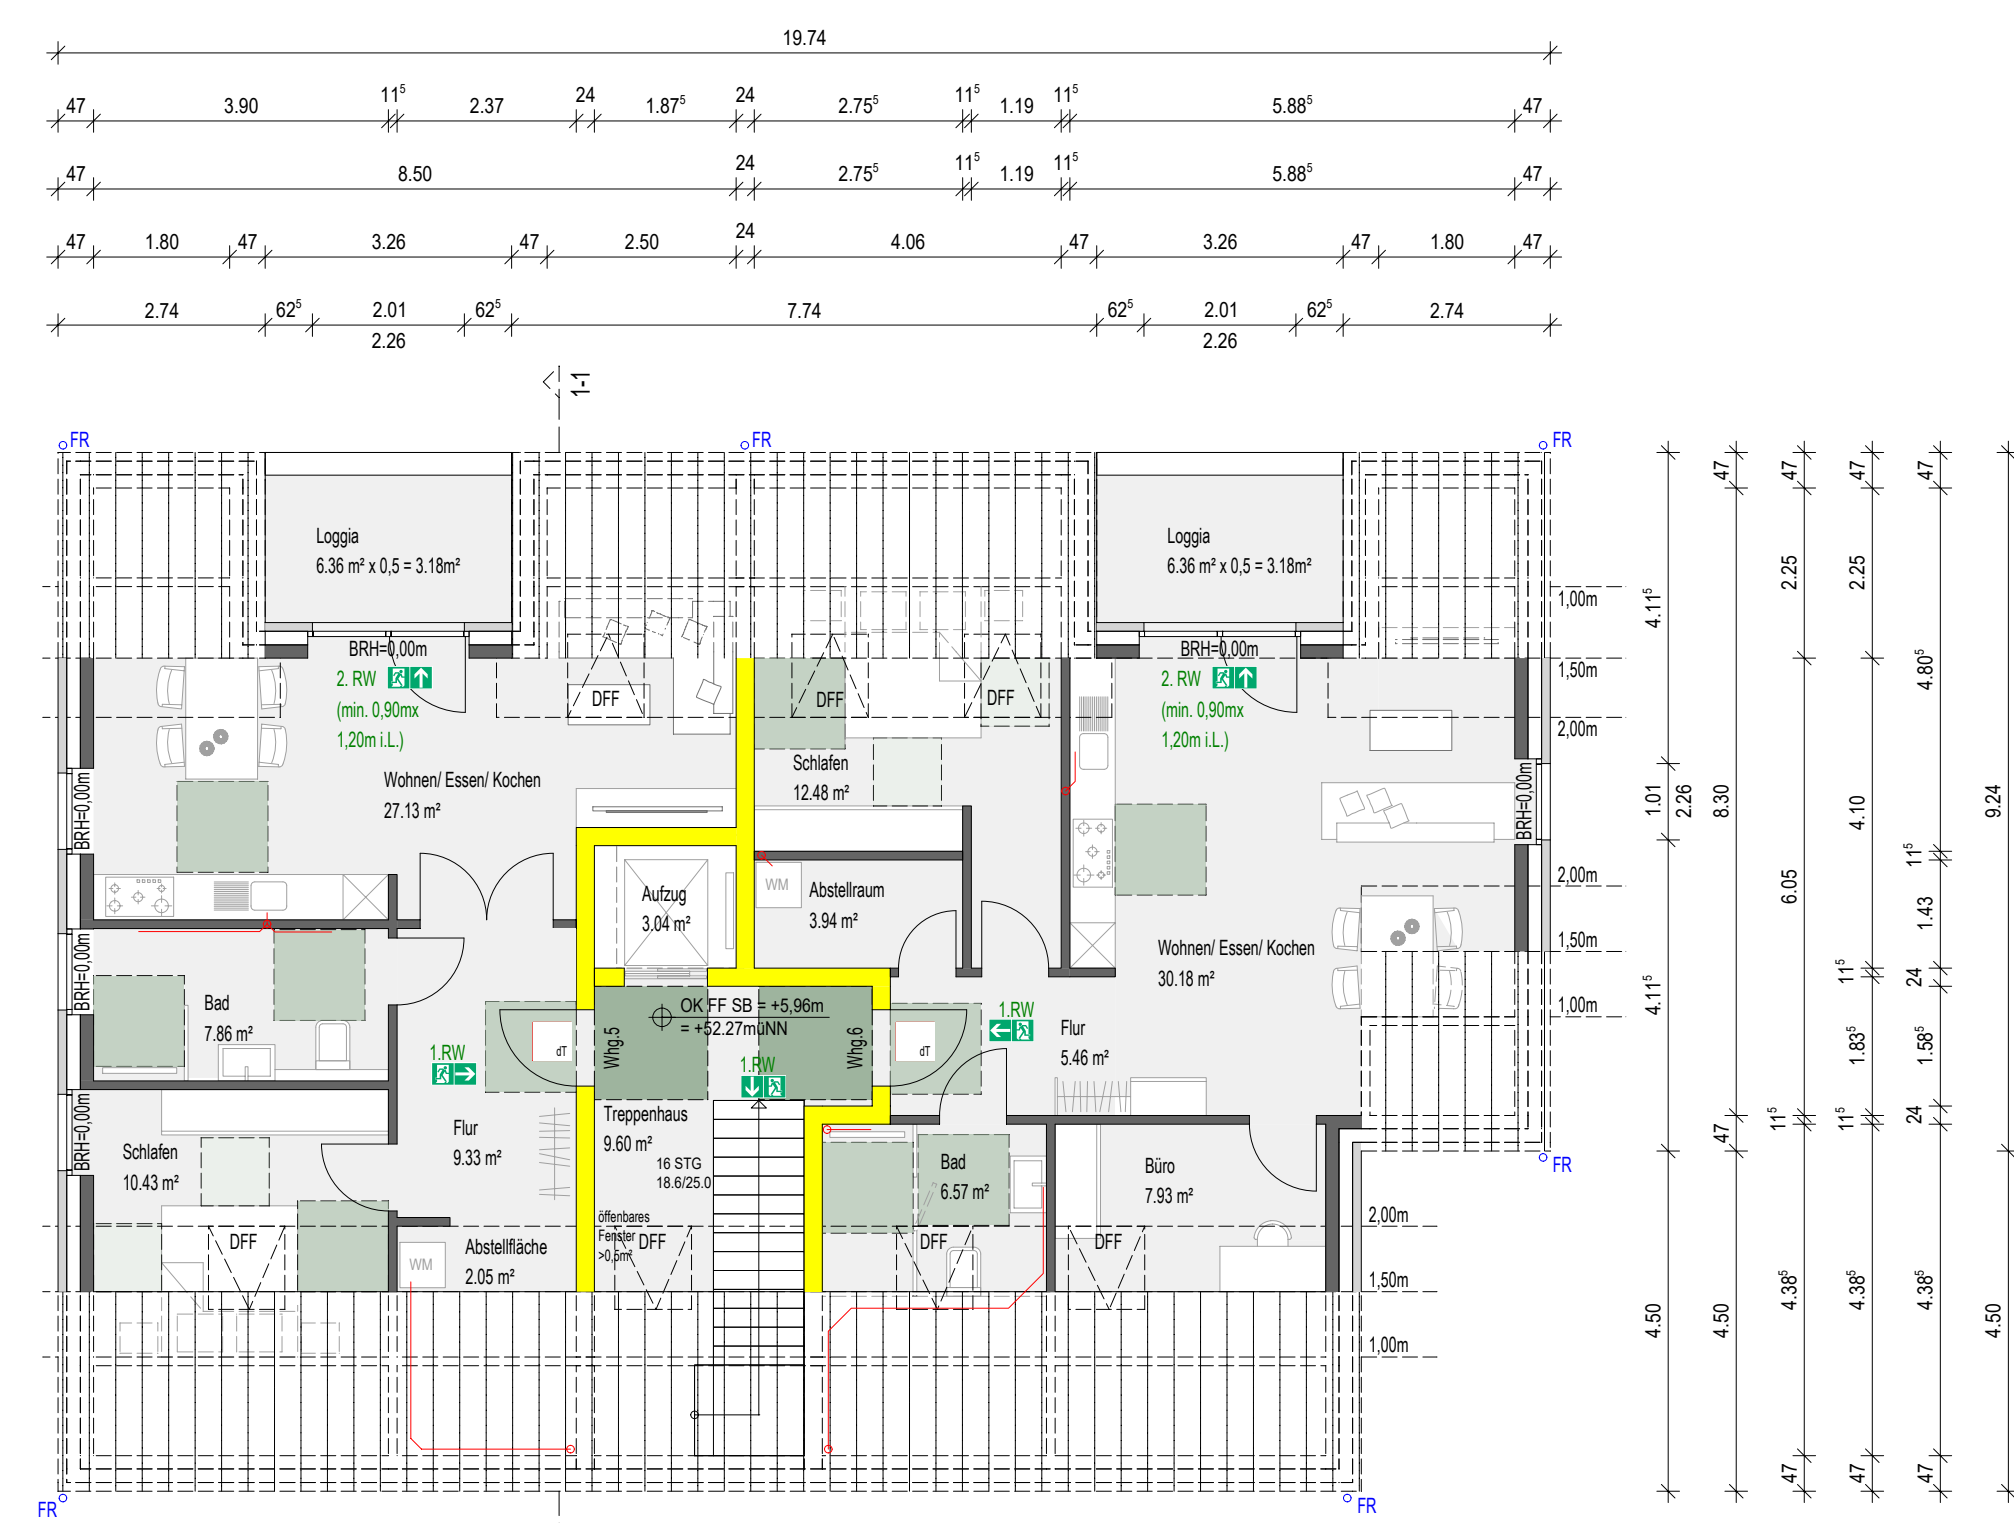 19.74
47 3.90 11⁵ 2.37 24 1.87⁵ 24 2.75⁵ 11⁵ 1.19 11⁵ 5.88⁵ 47
47 8.50 24 2.75⁵ 11⁵ 1.19 11⁵ 5.88⁵ 47
47 1.80 47 3.26 47 2.50 24 4.06 47 3.26 47 1.80 47
2.74 62⁵ 2.01 62⁵ 7.74 62⁵ 2.01 62⁵ 2.74
2.26 2.26
1-1
FR FR FR
Loggia
6.36 m² x 0,5 = 3.18m²
BRH=0,00m
2. RW
(min. 0,90mx
1,20m i.L.)
DFF
Wohnen/ Essen/ Kochen
27.13 m²
BRH=0,00m
DFF
DFF
Schlafen
12.48 m²
Loggia
6.36 m² x 0,5 = 3.18m²
BRH=0,00m
2. RW
(min. 0,90mx
1,20m i.L.)
BRH=0,00m
Aufzug
3.04 m²
WM
Abstellraum
3.94 m²
Wohnen/ Essen/ Kochen
30.18 m²
BRH=0,00m
Bad
7.86 m²
1.RW
dT
Whg.5
OK FF SB = +5,96m
= +52.27müNN
1.RW
Whg.6
dT
1.RW
Flur
5.46 m²
BRH=0,00m
Schlafen
10.43 m²
DFF
Flur
9.33 m²
WM
Abstellfläche
2.05 m²
Treppenhaus
9.60 m²
16 STG
18.6/25.0
öffenbares
Fenster
>0,5m²
DFF
Bad
6.57 m²
DFF
Büro
7.93 m²
DFF
1,00m
1,50m
2,00m
2,00m
1,50m
1,00m
FR
2,00m
1,50m
1,00m
FR FR
4.11⁵
1.01
2.26
4.11⁵
4.50
47
8.30
47
4.50
47
2.25
6.05
11⁵
4.38⁵
47
47
2.25
4.10
11⁵
1.83⁵
11⁵
4.38⁵
47
47
4.80⁵
11⁵
1.43
24
1.58⁵
24
4.38⁵
47
9.24
4.50